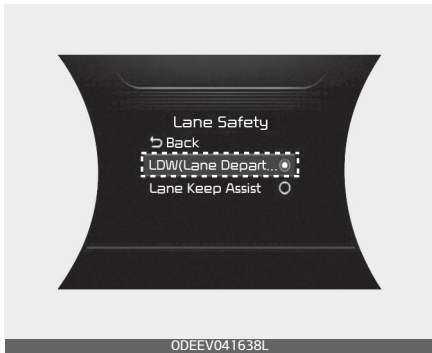 Lane Safety
Back
LDW(Lane Depart...
Lane Keep Assist
ODEEV041638L